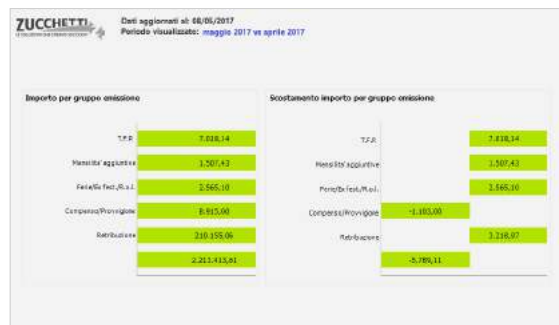 ZUCCHETTI
Dati aggiornati al: 08/05/2017
Periodo visualizzato: maggio 2017 vs aprile 2017
Importo per gruppo emissione
T.F.R. 7.018,14
Mensilita' aggiuntive 1.507,43
Ferie/Ex fest./R.o.l. 2.565,10
Compenso/Provvigione 8.915,00
Retribuzione 210.155,06
2.213.413,61
Scostamento importo per gruppo emissione
T.F.R. 7.018,14
Mensilita' aggiuntive 1.507,43
Ferie/Ex fest./R.o.l. 2.565,10
Compenso/Provvigione -1.103,00
Retribuzione 3.218,07
-5.789,11